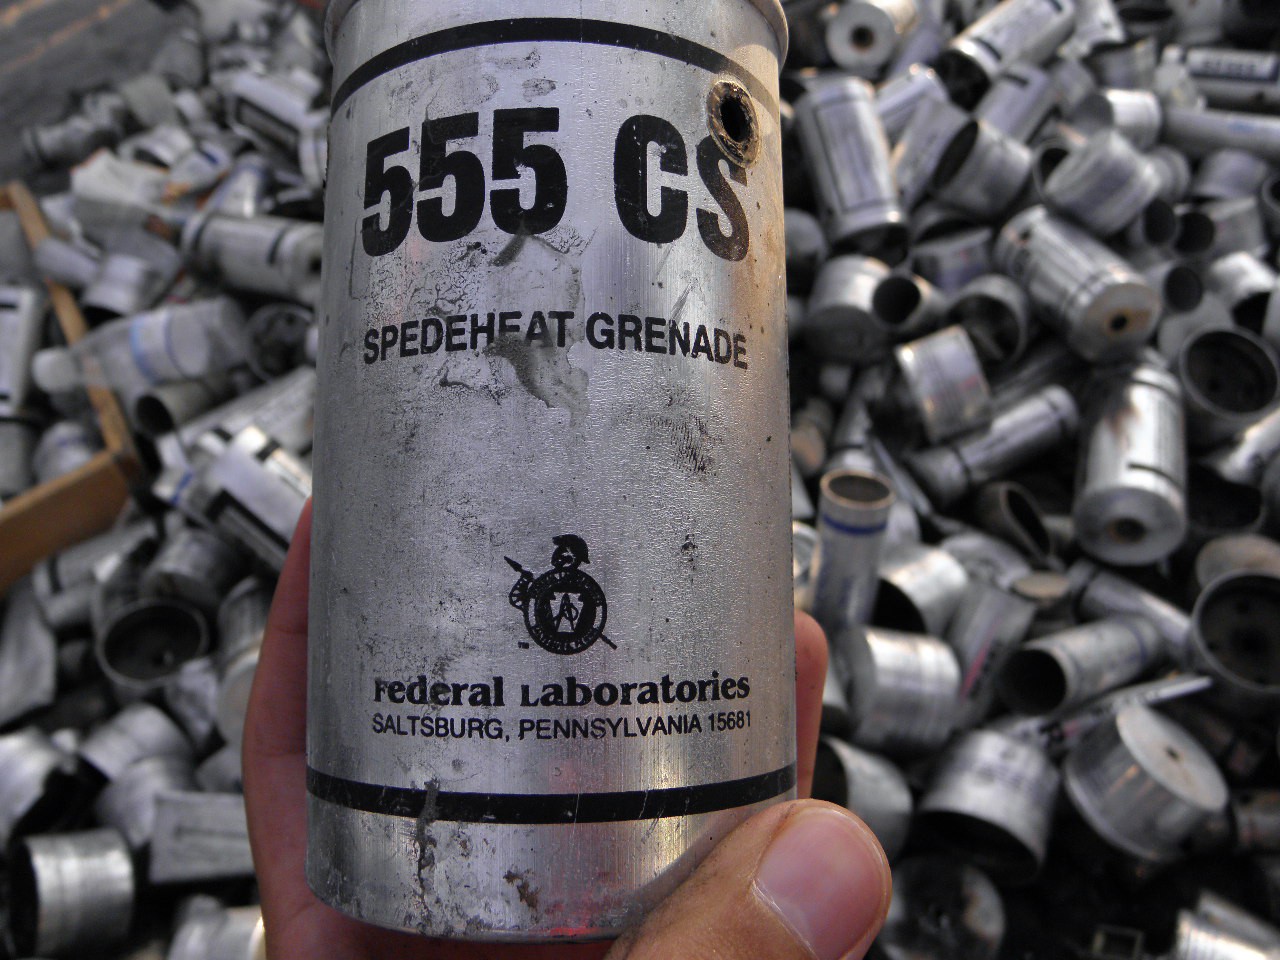 555 CS
SPEDEHEAT GRENADE
Federal Laboratories
SALTSBURG, PENNSYLVANIA 15681